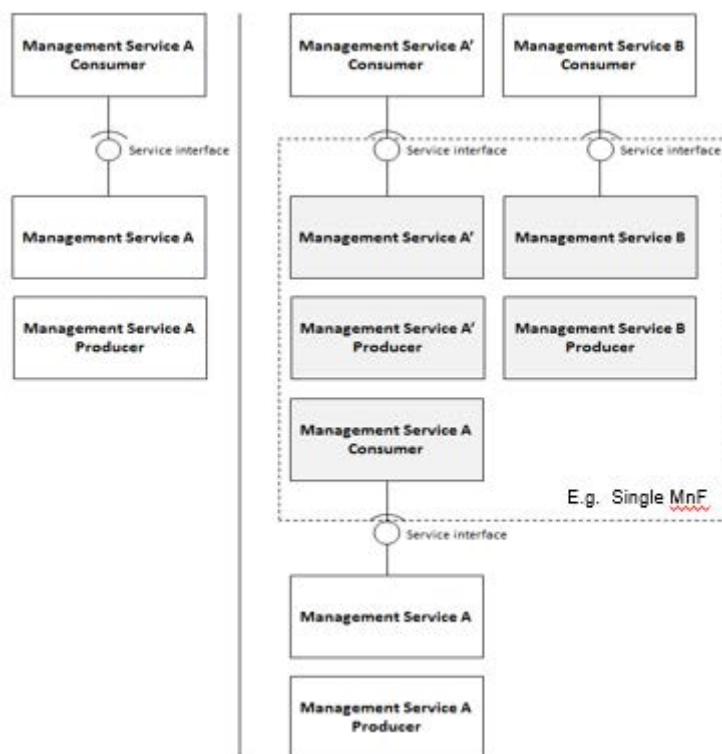 Management Service A
Consumer
Service interface
Management Service A
Management Service A
Producer
Management Service A'
Consumer
Service interface
Management Service A'
Management Service A'
Producer
Management Service A
Consumer
Service interface
Management Service A
Management Service A
Producer
Management Service B
Consumer
Service interface
Management Service B
Management Service B
Producer
E.g. Single MnF